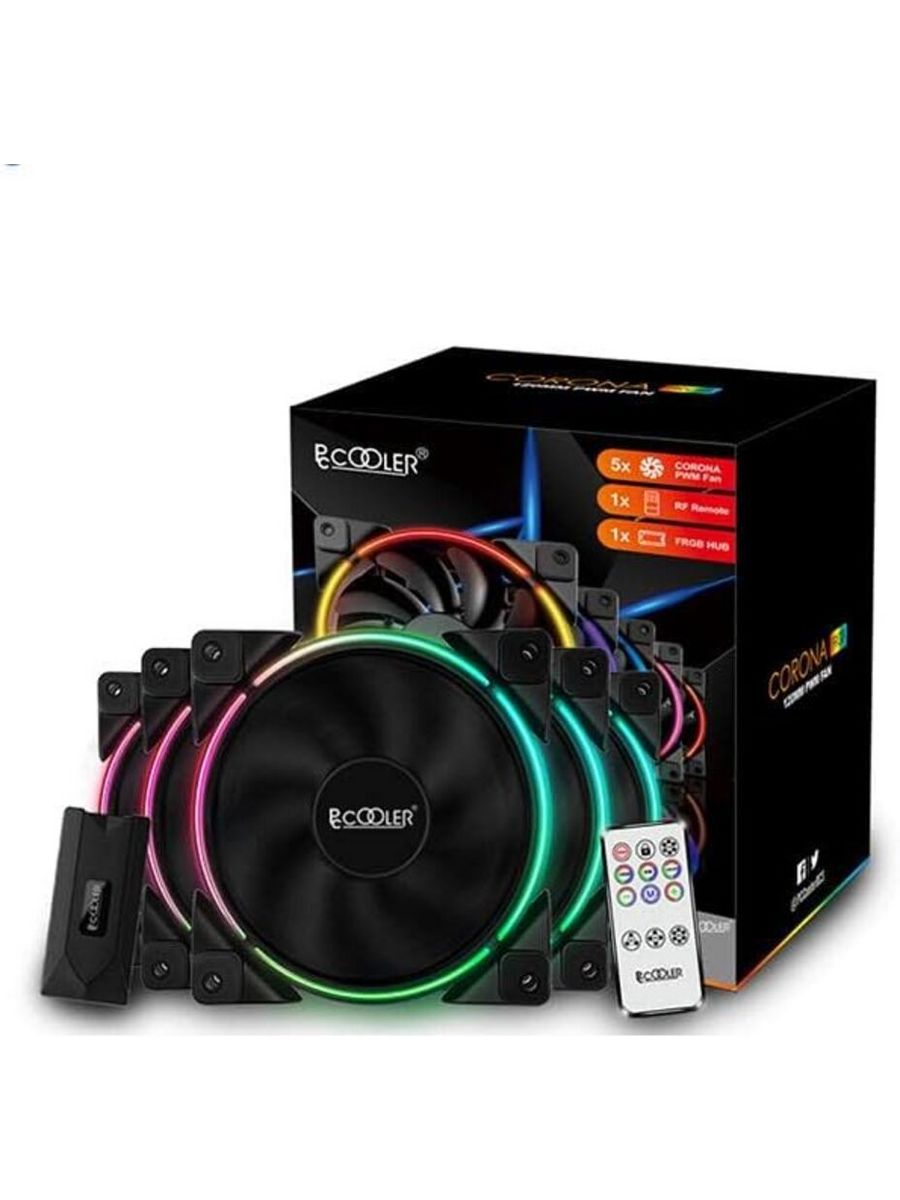 CORONA
120MM PWM FAN
PCCOOLER®
5x CORONA
PWM Fan
1x RF Remote
1x FRGB HUB
CORONA
120MM PWM FAN
PCCOOLER
PCCOOLER
M
PCCOOLER
OOLER